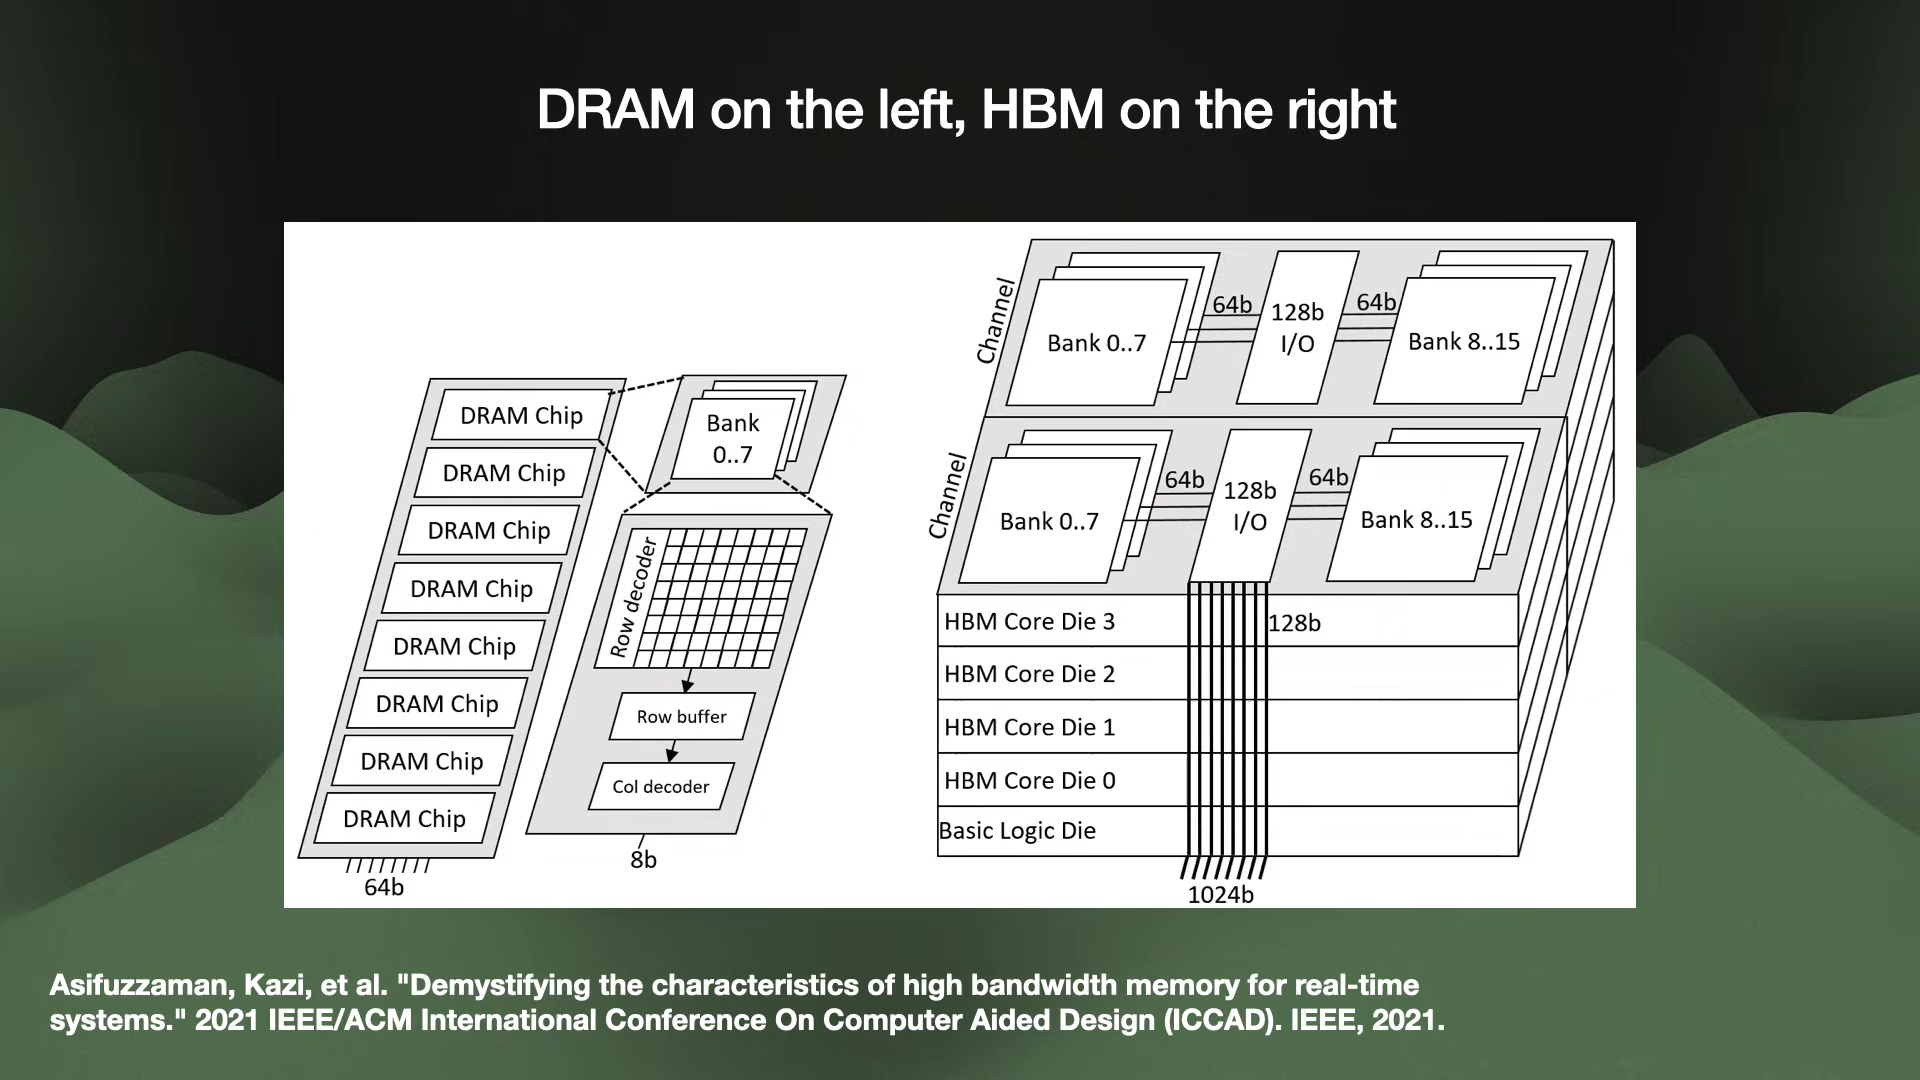 DRAM on the left, HBM on the right
DRAM Chip
DRAM Chip
DRAM Chip
DRAM Chip
DRAM Chip
DRAM Chip
DRAM Chip
DRAM Chip
64b
Bank
0..7
Row decoder
Row buffer
Col decoder
8b
Channel
Bank 0..7
64b
128b
I/O
64b
Bank 8..15
Channel
Bank 0..7
64b
128b
I/O
64b
Bank 8..15
HBM Core Die 3
128b
HBM Core Die 2
HBM Core Die 1
HBM Core Die 0
Basic Logic Die
1024b
Asifuzzaman, Kazi, et al. "Demystifying the characteristics of high bandwidth memory for real-time
systems." 2021 IEEE/ACM International Conference On Computer Aided Design (ICCAD). IEEE, 2021.